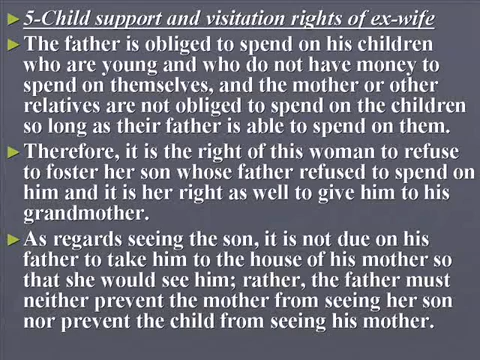 5-Child support and visitation rights of ex-wife
The father is obliged to spend on his children
who are young and who do not have money to
spend on themselves, and the mother or other
relatives are not obliged to spend on the children
so long as their father is able to spend on them.
Therefore, it is the right of this woman to refuse
to foster her son whose father refused to spend on
him and it is her right as well to give him to his
grandmother.
As regards seeing the son, it is not due on his
father to take him to the house of his mother so
that she would see him; rather, the father must
neither prevent the mother from seeing her son
nor prevent the child from seeing his mother.